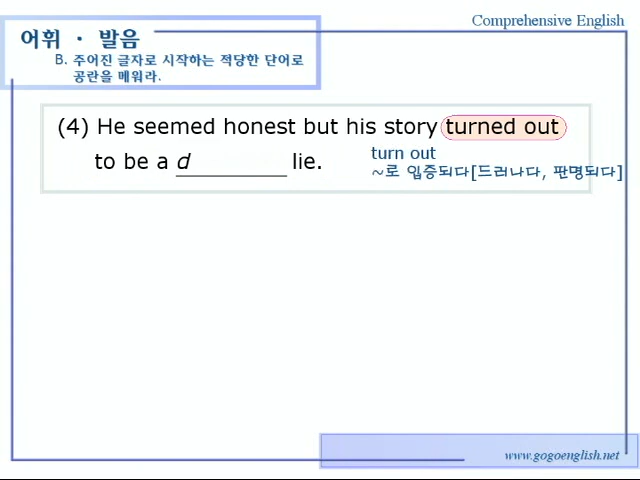 Comprehensive English
어휘 · 발음
B. 주어진 글자로 시작하는 적당한 단어로
공란을 메워라.
(4) He seemed honest but his story turned out
to be a d__________ lie.
turn out
~로 입증되다[드러나다, 판명되다]
www.gogoenglish.net